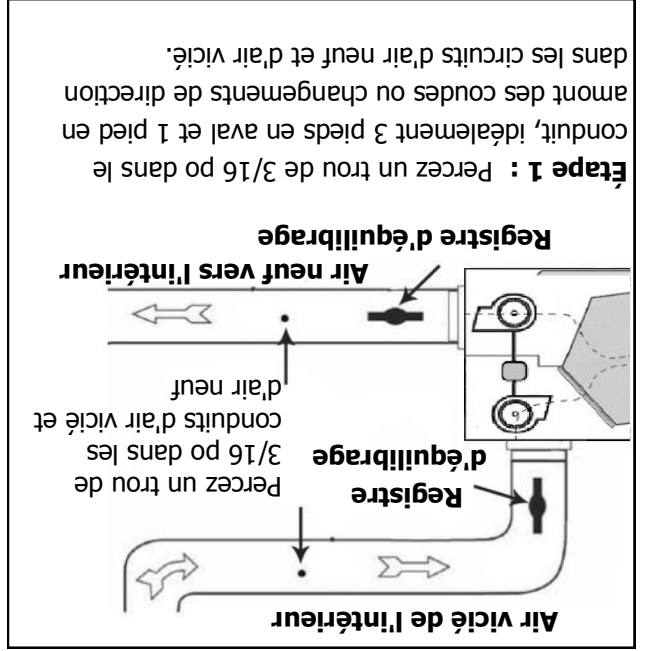 Air vicié de l'intérieur
Registre
d'équilibrage
Percez un trou de
3/16 po dans les
conduits d'air vicié et
d'air neuf
Air neuf vers l'intérieur
Registre d'équilibrage
Étape 1 : Percez un trou de 3/16 po dans le
conduit, idéalement 3 pieds en aval et 1 pied en
amont des coudes ou changements de direction
dans les circuits d'air neuf et d'air vicié.